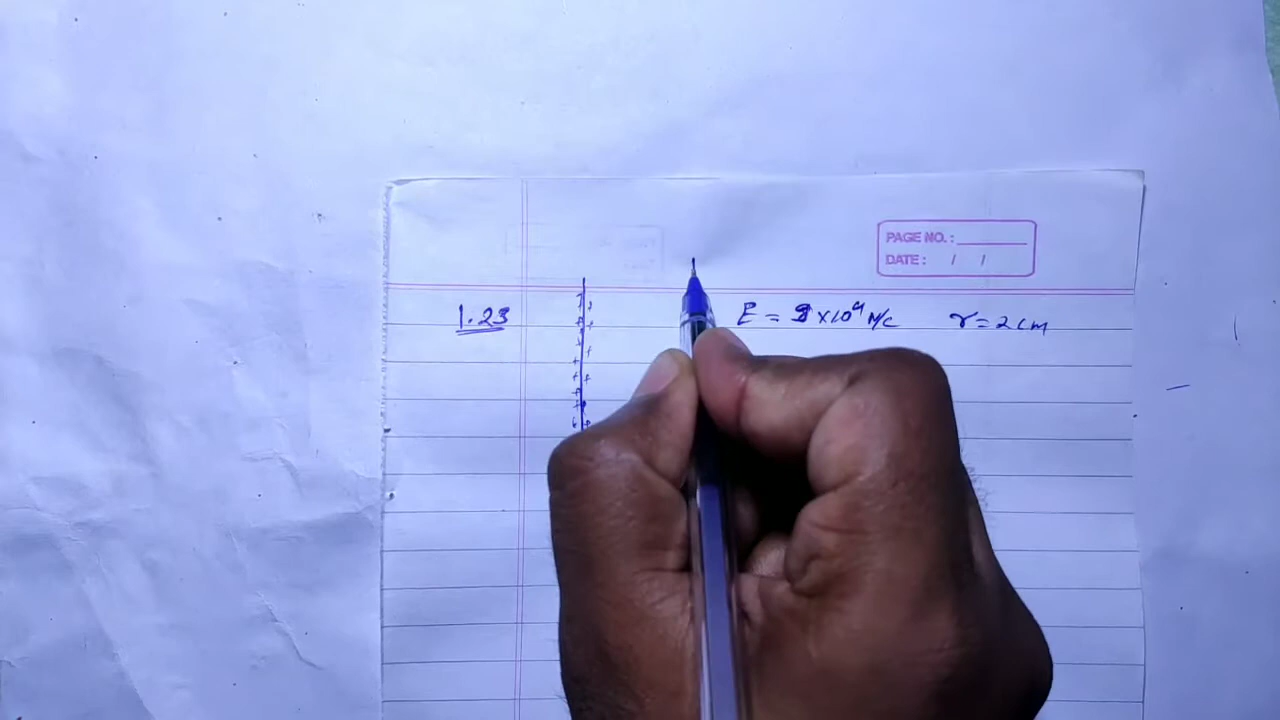 PAGE NO. :
DATE : / /
1.23 E = 9 x 10⁴ N/C r = 2 cm